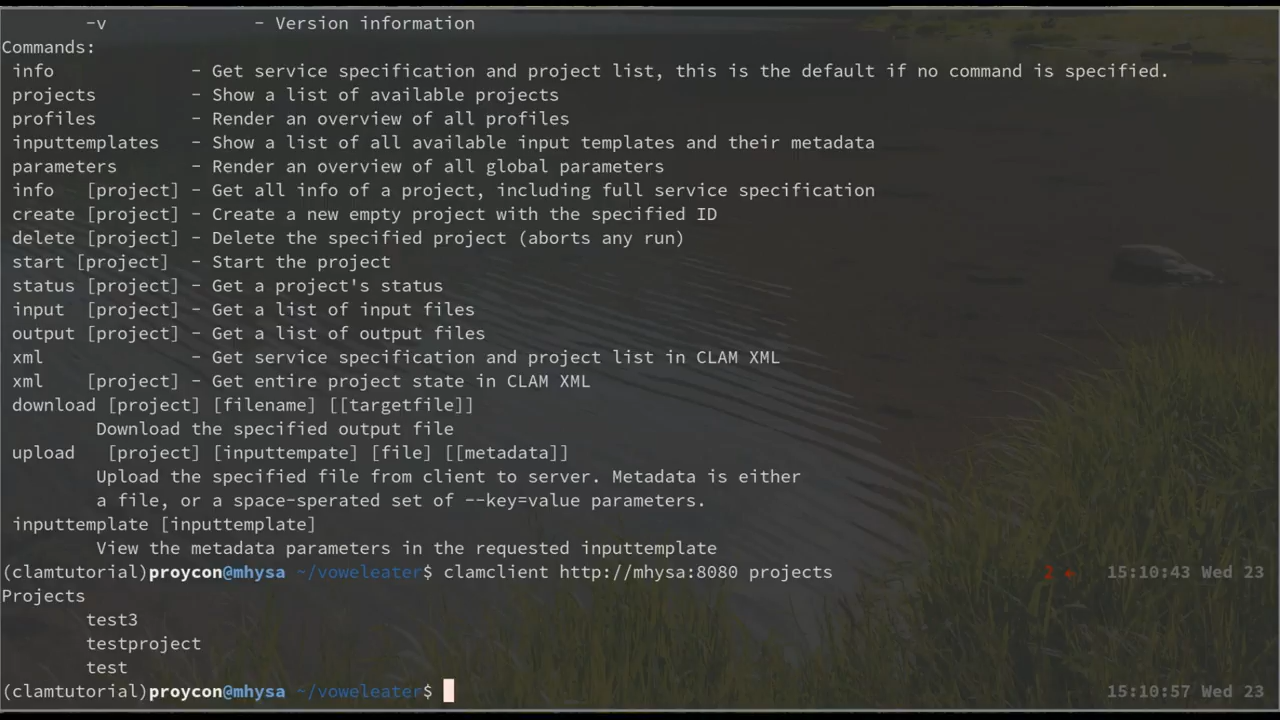 -v - Version information
Commands:
info - Get service specification and project list, this is the default if no command is specified.
projects - Show a list of available projects
profiles - Render an overview of all profiles
inputtemplates - Show a list of all available input templates and their metadata
parameters - Render an overview of all global parameters
info [project] - Get all info of a project, including full service specification
create [project] - Create a new empty project with the specified ID
delete [project] - Delete the specified project (aborts any run)
start [project] - Start the project
status [project] - Get a project's status
input [project] - Get a list of input files
output [project] - Get a list of output files
xml - Get service specification and project list in CLAM XML
xml [project] - Get entire project state in CLAM XML
download [project] [filename] [[targetfile]]
Download the specified output file
upload [project] [inputtempate] [file] [[metadata]]
Upload the specified file from client to server. Metadata is either
a file, or a space-sperated set of --key=value parameters.
inputtemplate [inputtemplate]
View the metadata parameters in the requested inputtemplate
(clamtutorial)proycon@mhysa ~/voweleater$ clamclient http://mhysa:8080 projects 2 ← 15:10:43 Wed 23
Projects
test3
testproject
test
(clamtutorial)proycon@mhysa ~/voweleater$ 15:10:57 Wed 23